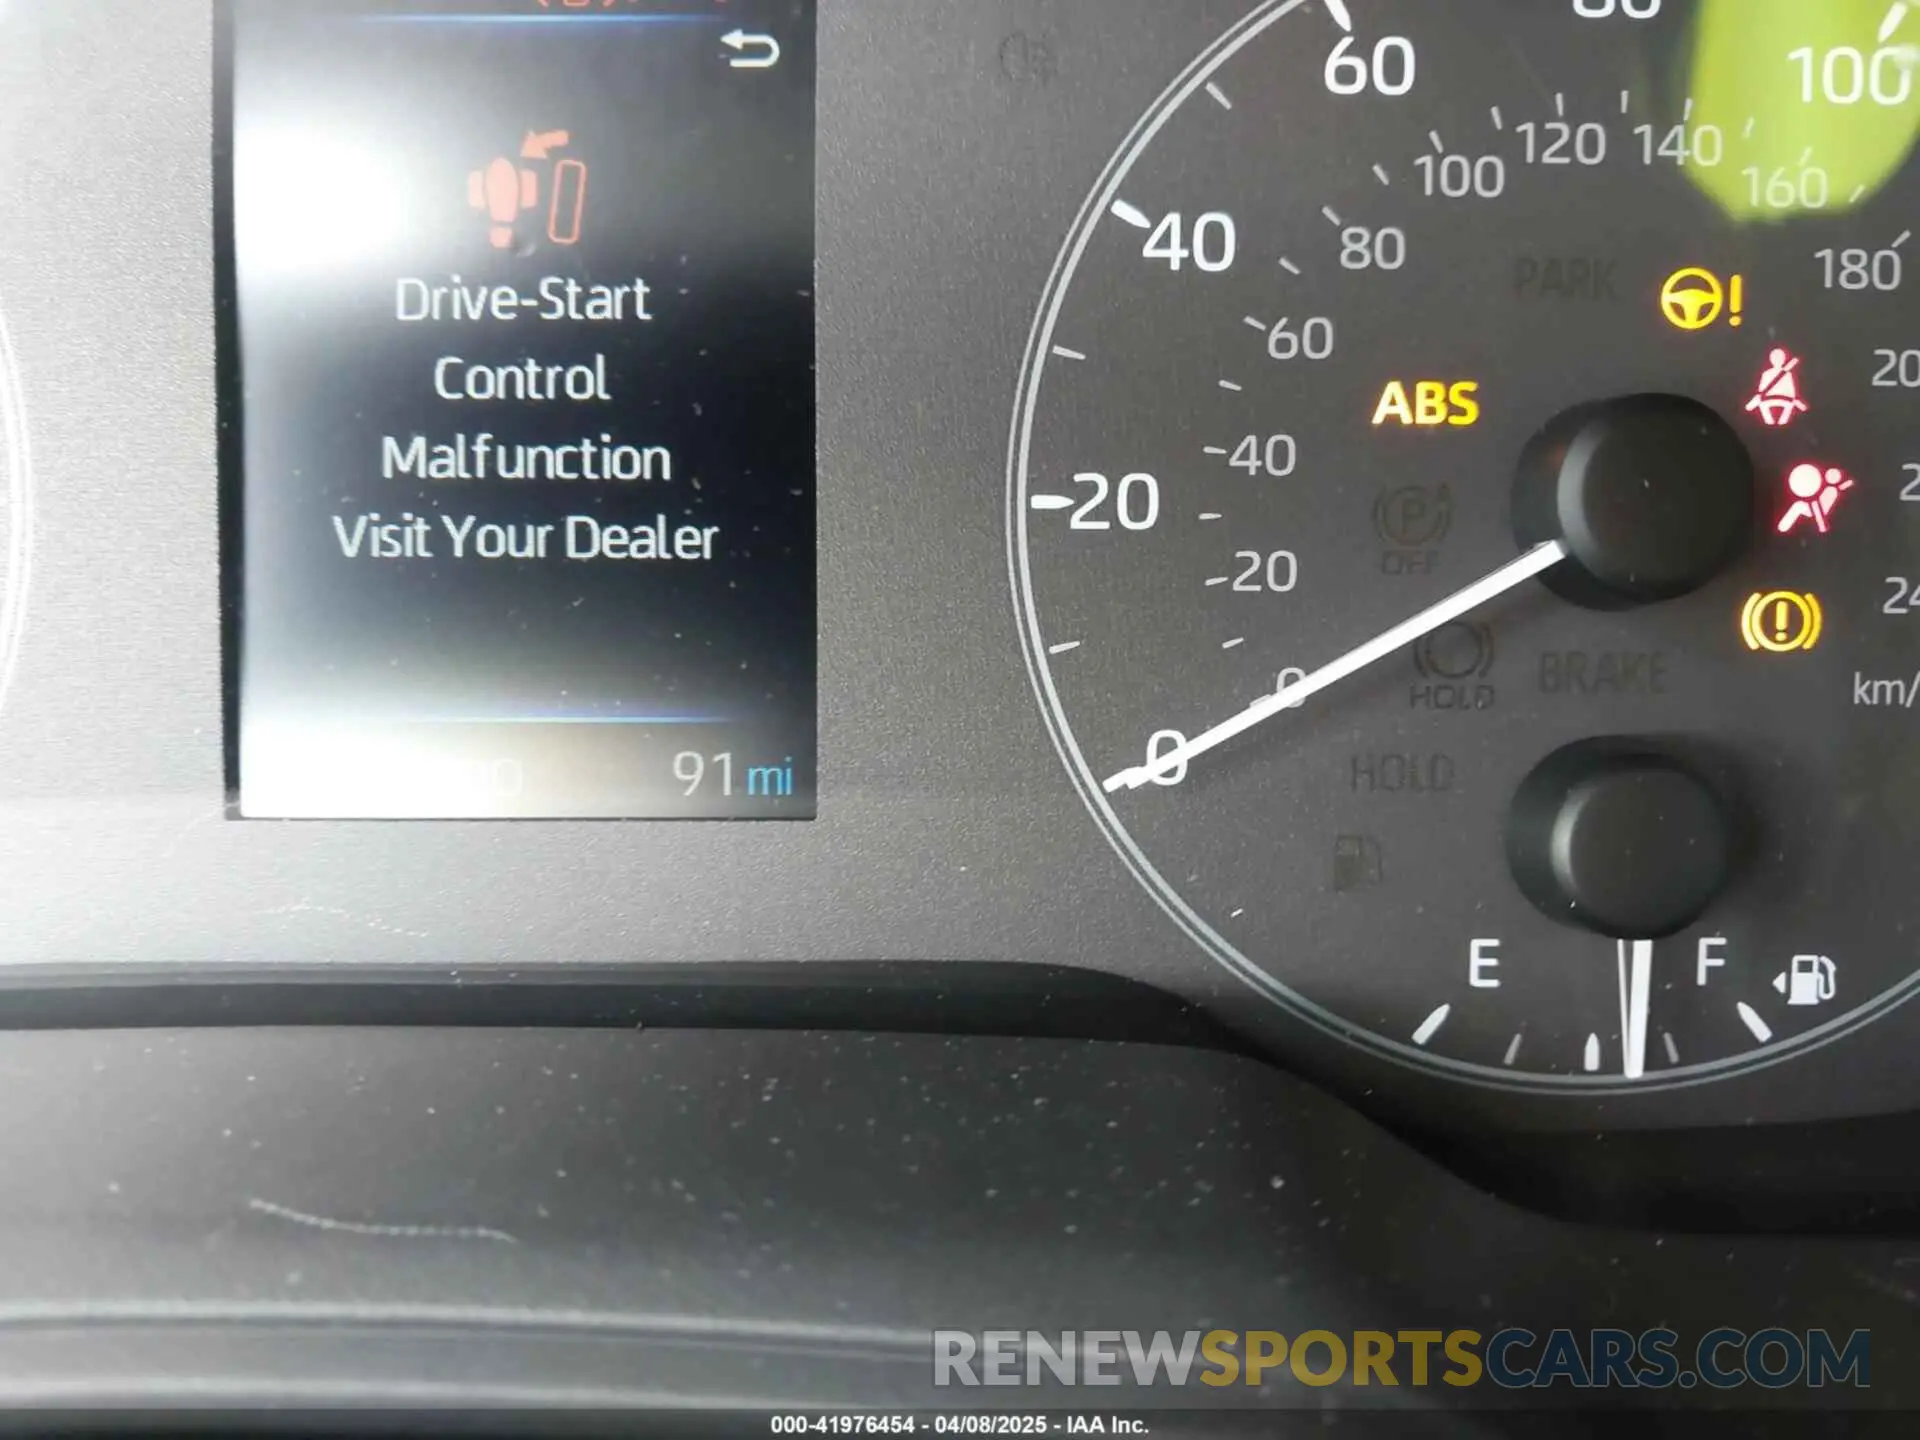 Drive-Start
Control
Malfunction
Visit Your Dealer
91 mi
60
100
40
20
0
120
140
160
180
100
80
60
40
20
0
km/
PARK
ABS
P
OFF
HOLD
BRAKE
HOLD
E
F
RENEWSPORTSCARS.COM
000-41976454 - 04/08/2025 - IAA Inc.